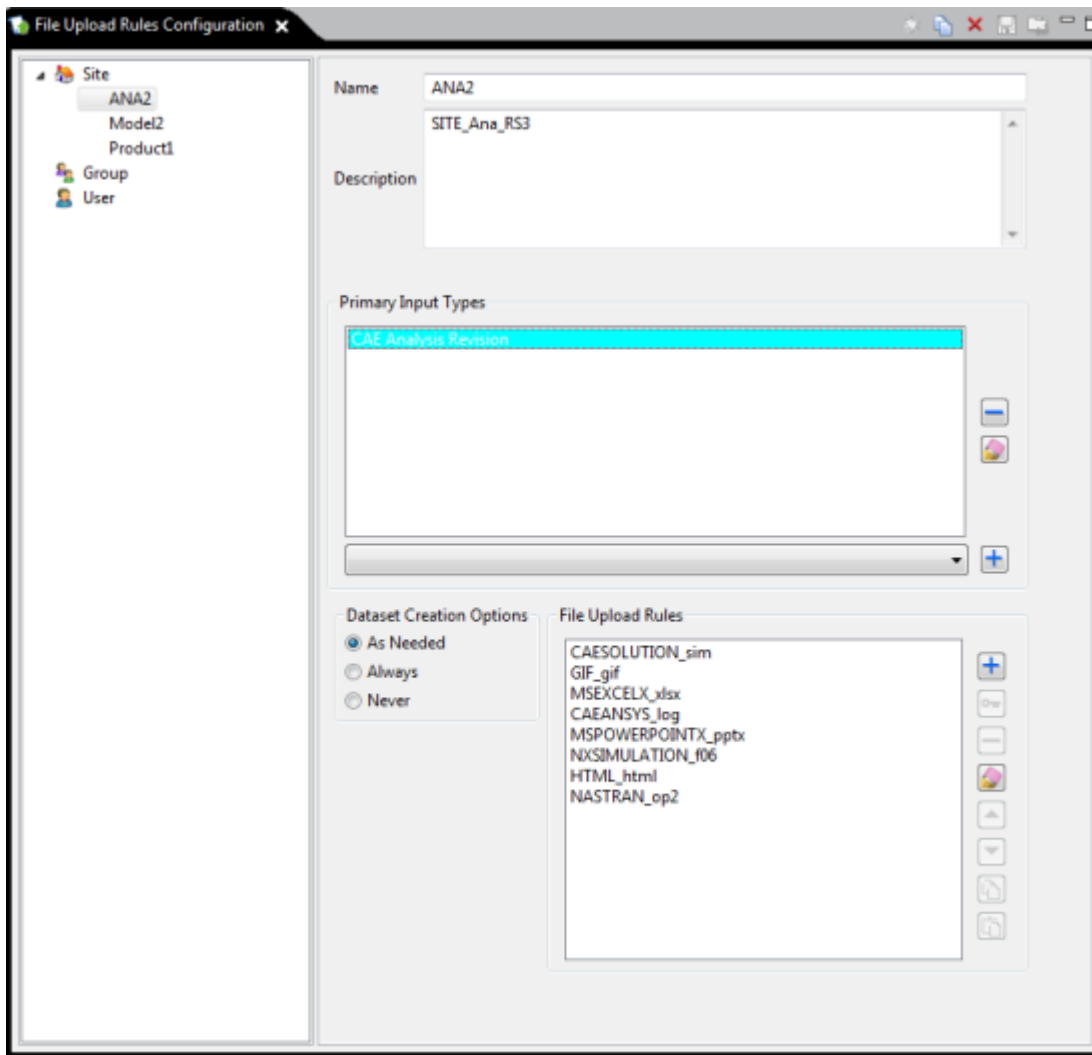 File Upload Rules Configuration
Site
ANA2
Model2
Product1
Group
User
Name
ANA2
Description
SITE_Ana_RS3
Primary Input Types
CAE Analysis Revision
Dataset Creation Options
As Needed
Always
Never
File Upload Rules
CAESOLUTION_sim
GIF_gif
MSEXCELX_xlsx
CAEANSYS_log
MSPOWERPOINTX_pptx
NXSIMULATION_f06
HTML_html
NASTRAN_op2